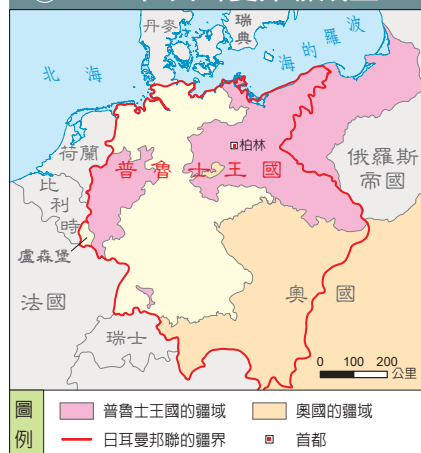 丹麥
瑞典
北海
波羅的海
柏林
荷蘭
普魯士王國
俄羅斯
帝國
比利時
盧森堡
法國
奧國
瑞士
0 100 200
公里
圖例
普魯士王國的疆域
奧國的疆域
日耳曼邦聯的疆界
首都